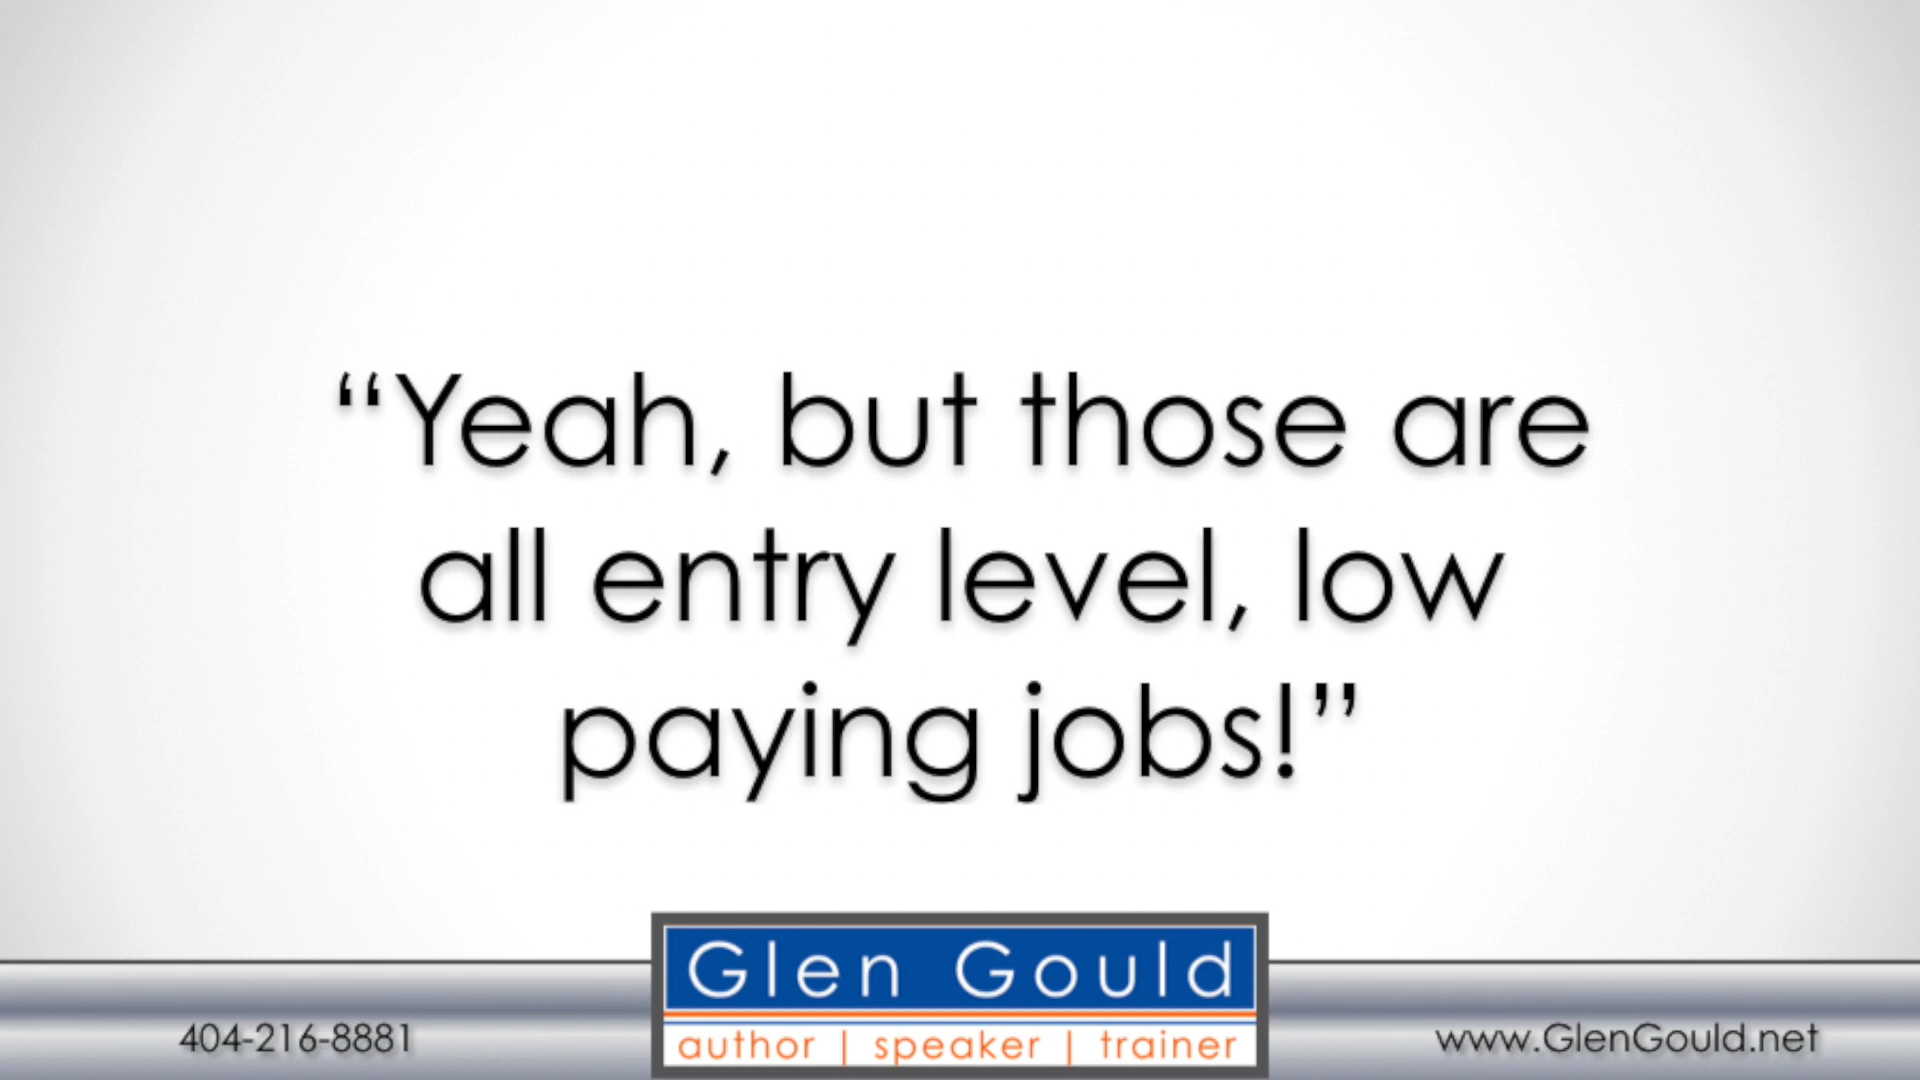 “Yeah, but those are
all entry level, low
paying jobs!”
Glen Gould
author | speaker | trainer
404-216-8881
www.GlenGould.net